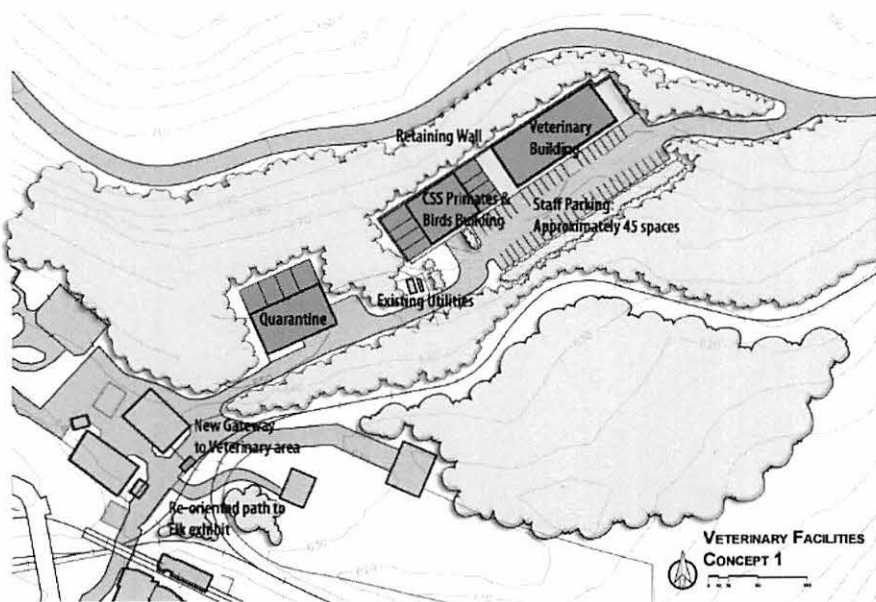 Retaining Wall
Veterinary
Building
CSS Primates &
Birds Building
Staff Parking:
Approximately 45 spaces
Existing Utilities
Quarantine
New Gateway
to Veterinary area
Re-oriented path to
Elk exhibit
VETERINARY FACILITIES
CONCEPT 1